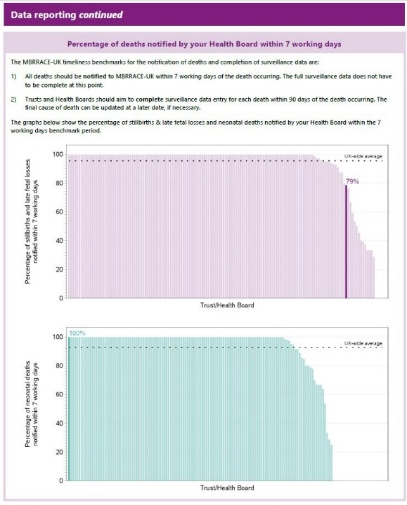 Data reporting continued
Percentage of deaths notified by your Health Board within 7 working days
The MBRRACE-UK timeliness benchmarks for the notification of deaths and completion of surveillance data are:
1) All deaths should be notified to MBRRACE-UK within 7 working days of the death occurring. The full surveillance data does not have
to be complete at this point.
2) Trusts and Health Boards should aim to complete surveillance data entry for each death within 90 days of the death occurring. The
final cause of death can be updated at a later date, if necessary.
The graphs below show the percentage of stillbirths & late fetal losses and neonatal deaths notified by your Health Board within the 7
working days benchmark period.
Percentage of stillbirths and late fetal losses
notified within 7 working days
100
80
60
40
20
0
UK-wide average
79%
Trust/Health Board
Percentage of neonatal deaths
notified within 7 working days
100
80
60
40
20
0
100%
UK-wide average
Trust/Health Board